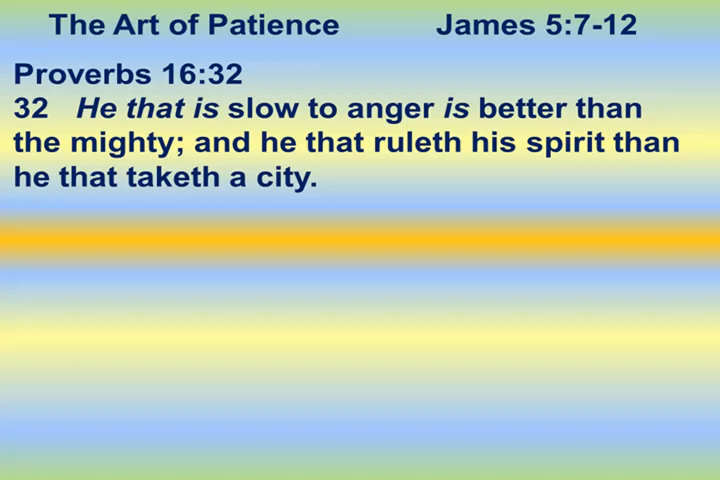 The Art of Patience James 5:7-12
Proverbs 16:32
32 He that is slow to anger is better than
the mighty; and he that ruleth his spirit than
he that taketh a city.